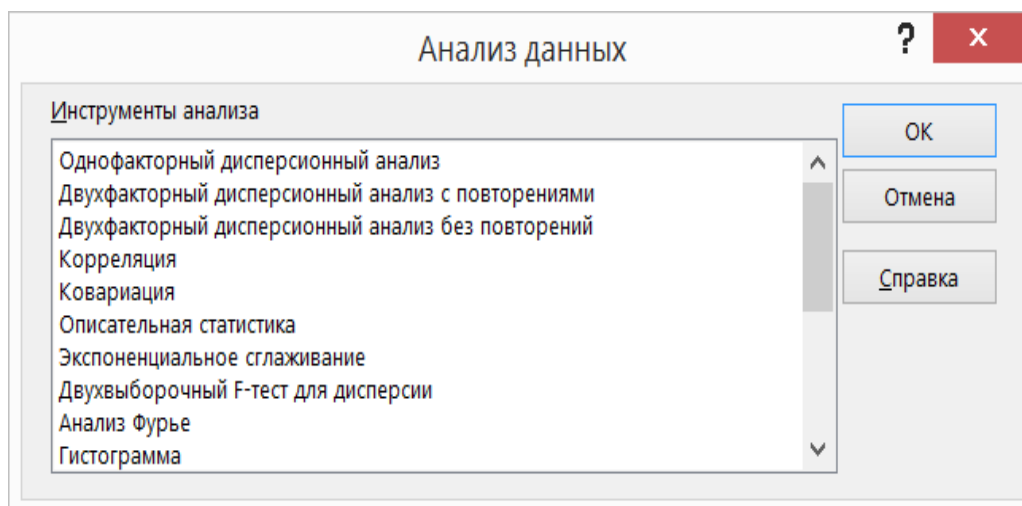 Анализ данных
?
x
Инструменты анализа
Однофакторный дисперсионный анализ
Двухфакторный дисперсионный анализ с повторениями
Двухфакторный дисперсионный анализ без повторений
Корреляция
Ковариация
Описательная статистика
Экспоненциальное сглаживание
Двухвыборочный F-тест для дисперсии
Анализ Фурье
Гистограмма
ОК
Отмена
Справка